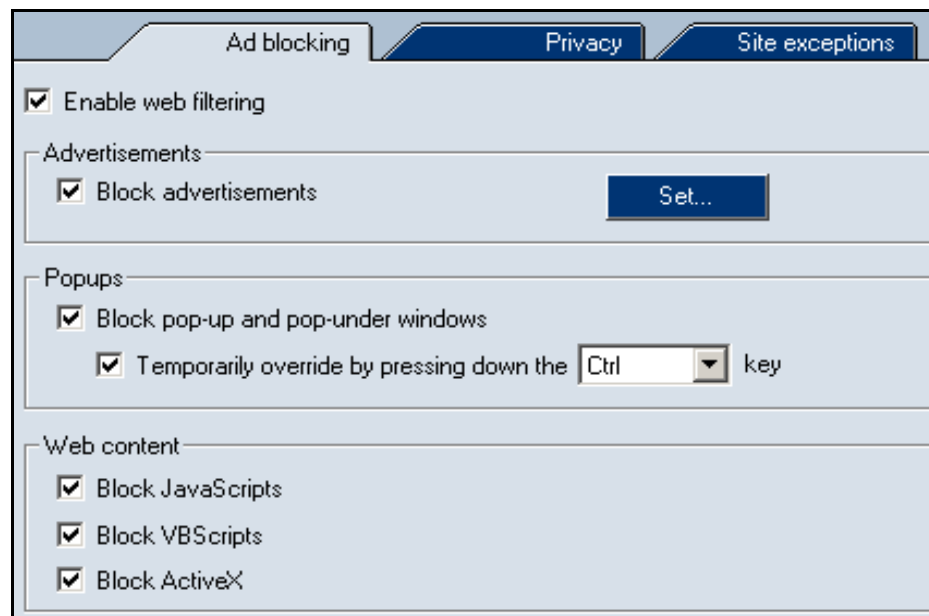 Ad blocking Privacy Site exceptions
Enable web filtering
Advertisements
Block advertisements Set...
Popups
Block pop-up and pop-under windows
Temporarily override by pressing down the Ctrl key
Web content
Block JavaScripts
Block VBScripts
Block ActiveX